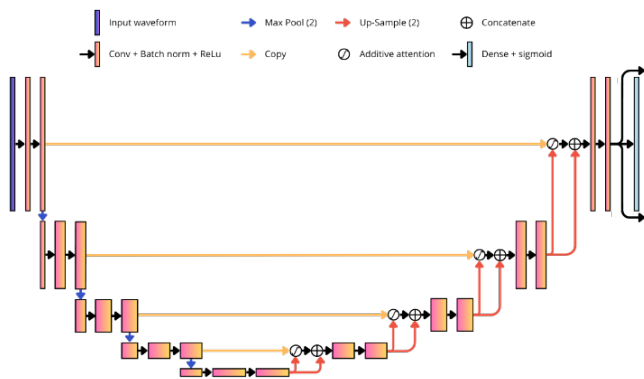 Input waveform
Max Pool (2)
Up-Sample (2)
Concatenate
Conv + Batch norm + ReLu
Copy
Additive attention
Dense + sigmoid